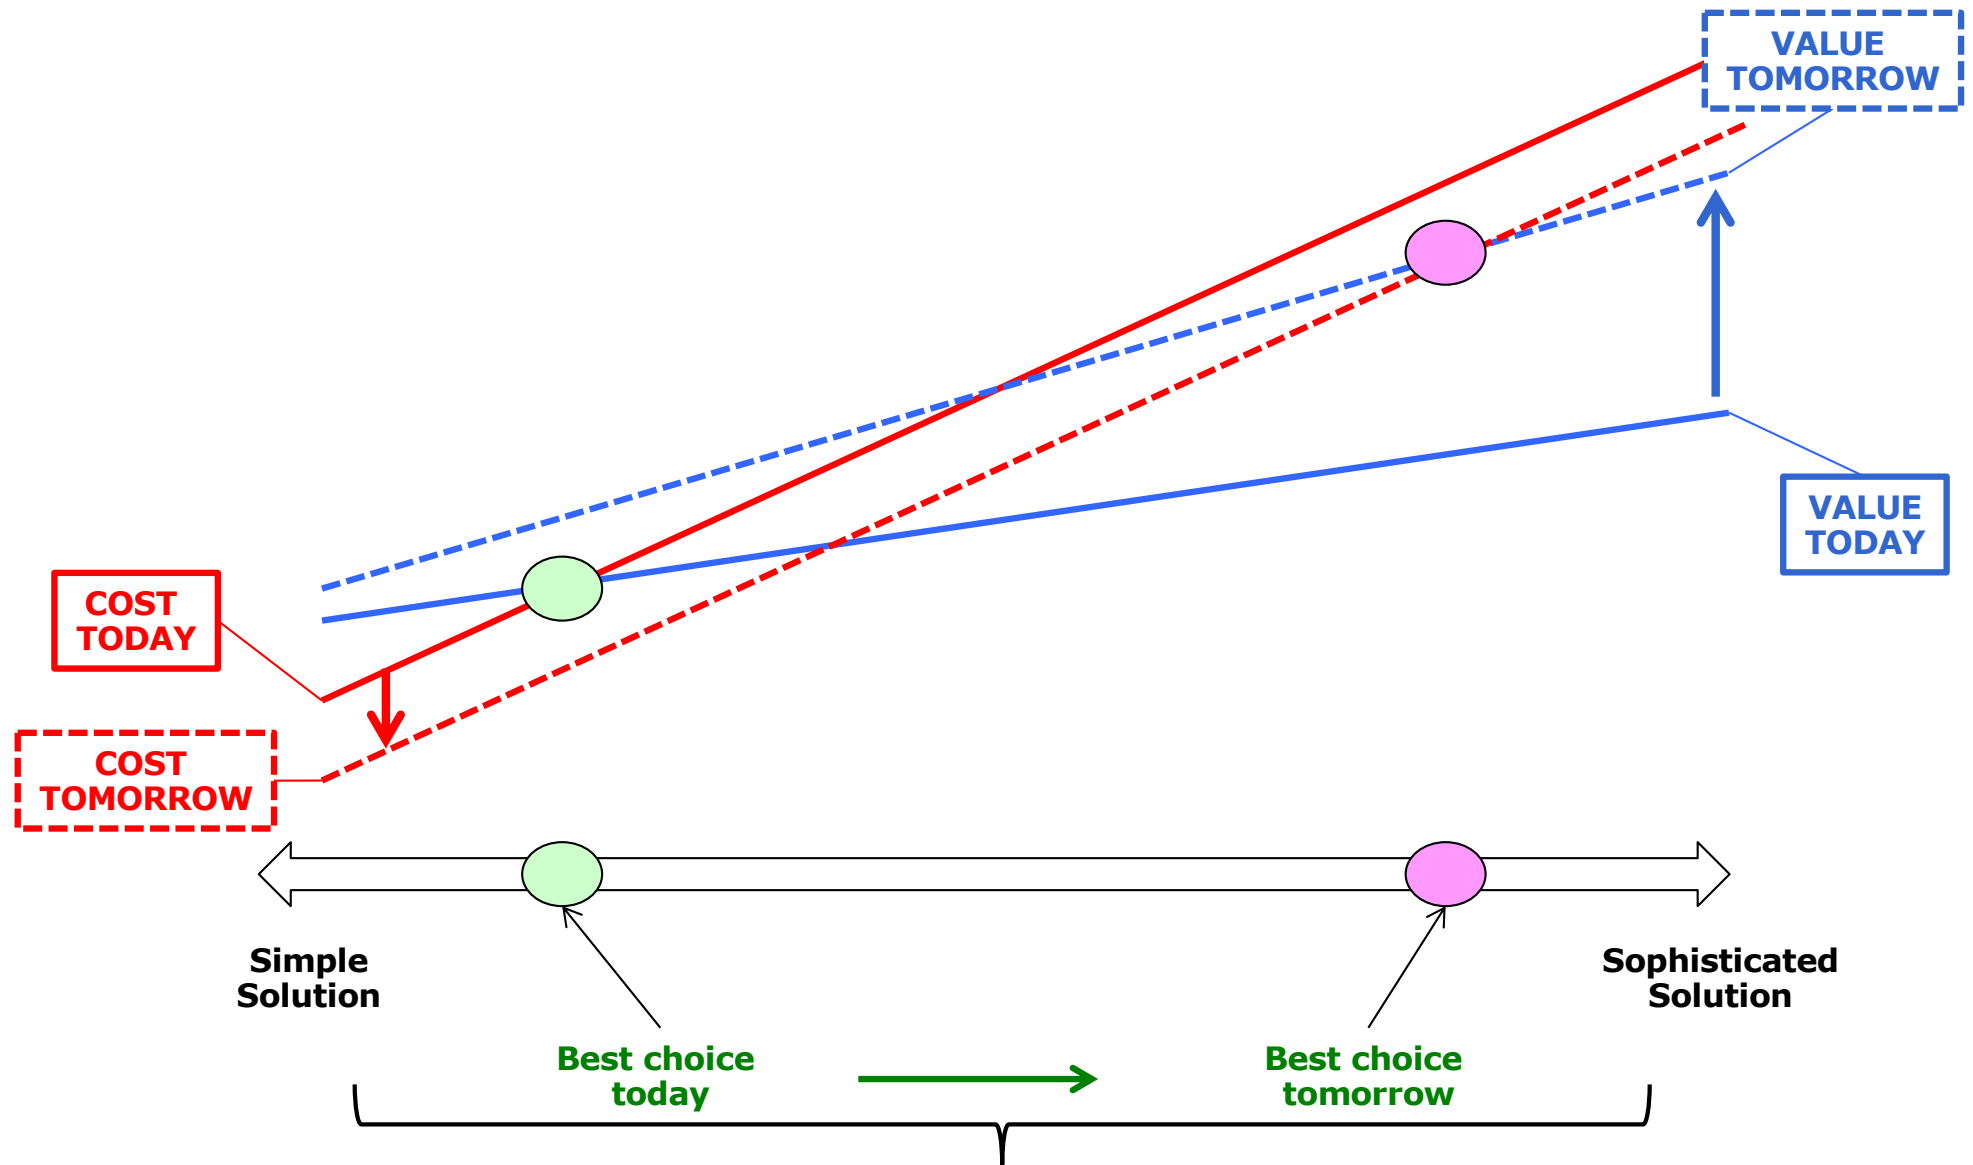 VALUE
TOMORROW
VALUE
TODAY
COST
TODAY
COST
TOMORROW
Simple
Solution
Sophisticated
Solution
Best choice
today
Best choice
tomorrow